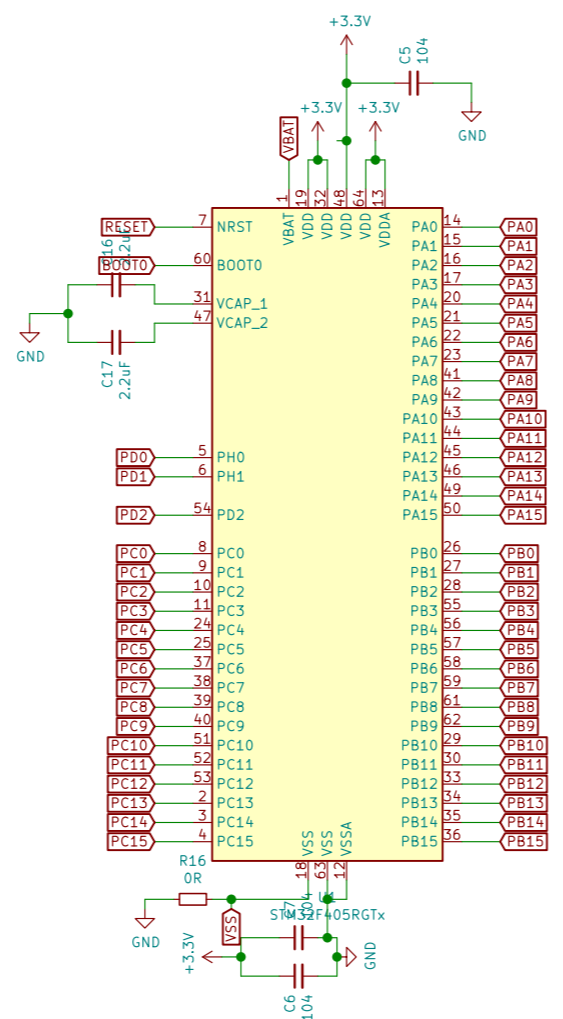 +3.3V
C5
104
GND
+3.3V
+3.3V
VBAT
1
19
32
48
64
13
VBAT
VDD
VDD
VDD
VDD
VDDA
RESET 7 NRST
C16
2.2uF
BOOT0 60 BOOT0
31 VCAP_1
47 VCAP_2
GND
C17
2.2uF
PD0 5 PH0
PD1 6 PH1
PD2 54 PD2
PC0 8 PC0
PC1 9 PC1
PC2 10 PC2
PC3 11 PC3
PC4 24 PC4
PC5 25 PC5
PC6 37 PC6
PC7 38 PC7
PC8 39 PC8
PC9 40 PC9
PC10 51 PC10
PC11 52 PC11
PC12 53 PC12
PC13 2 PC13
PC14 3 PC14
PC15 4 PC15
PA0 14 PA0
PA1 15 PA1
PA2 16 PA2
PA3 17 PA3
PA4 20 PA4
PA5 21 PA5
PA6 22 PA6
PA7 23 PA7
PA8 41 PA8
PA9 42 PA9
PA10 43 PA10
PA11 44 PA11
PA12 45 PA12
PA13 46 PA13
PA14 49 PA14
PA15 50 PA15
PB0 26 PB0
PB1 27 PB1
PB2 28 PB2
PB3 55 PB3
PB4 56 PB4
PB5 57 PB5
PB6 58 PB6
PB7 59 PB7
PB8 61 PB8
PB9 62 PB9
PB10 29 PB10
PB11 30 PB11
PB12 33 PB12
PB13 34 PB13
PB14 35 PB14
PB15 36 PB15
VSS
VSS
VSSA
18
63
12
R16
0R
GND
VSS
U1
STM32F405RGTx
C7
104
+3.3V
GND
C6
104